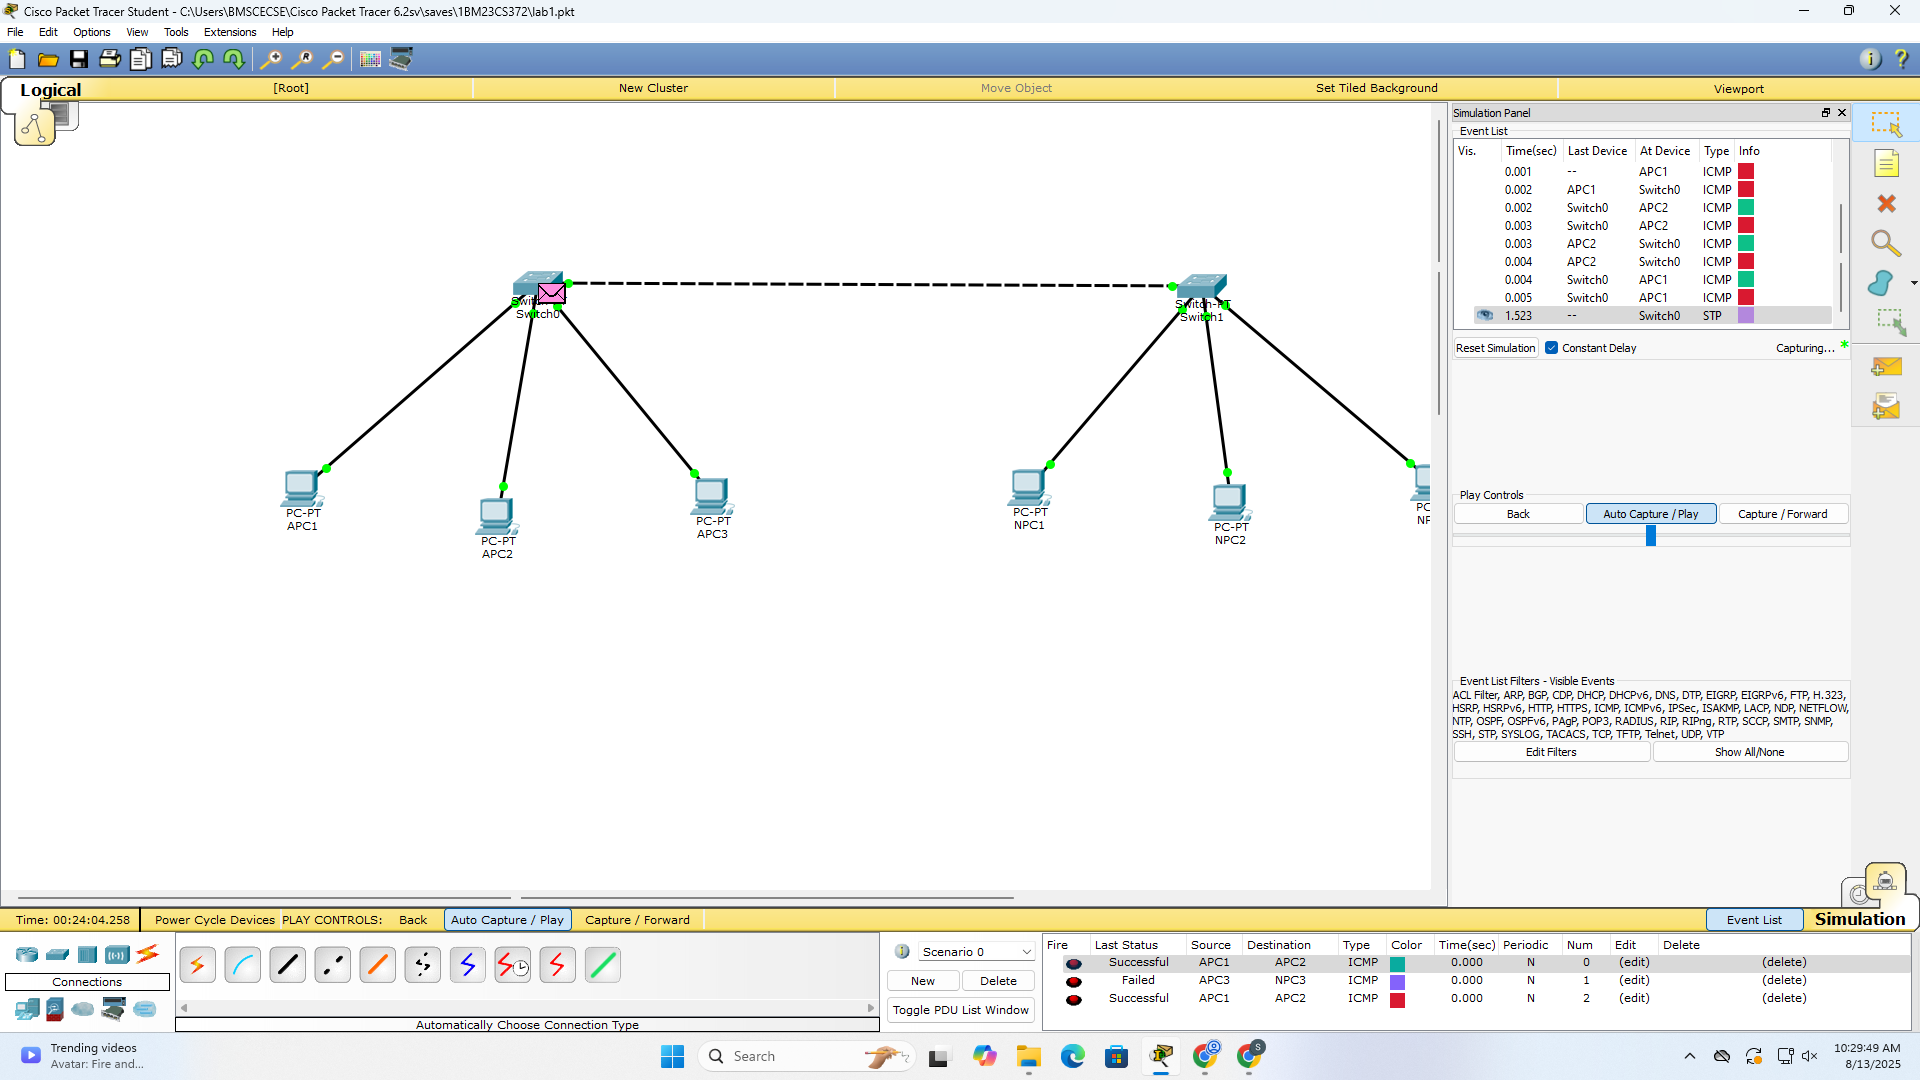 Cisco Packet Tracer Student - C:\Users\BMSCECSE\Cisco Packet Tracer 6.2sv\saves\1BM23CS372\lab1.pkt
File Edit Options View Tools Extensions Help
Logical [Root] New Cluster Move Object Set Tiled Background Viewport
Switch0
Switch-PT
Switch1
PC-PT
APC1
PC-PT
APC2
PC-PT
APC3
PC-PT
NPC1
PC-PT
NPC2
Simulation Panel
Event List
Vis. Time(sec) Last Device At Device Type Info
0.001 -- APC1 ICMP
0.002 APC1 Switch0 ICMP
0.002 Switch0 APC2 ICMP
0.003 Switch0 APC2 ICMP
0.003 APC2 Switch0 ICMP
0.004 APC2 Switch0 ICMP
0.004 Switch0 APC1 ICMP
0.005 Switch0 APC1 ICMP
1.523 -- Switch0 STP
Reset Simulation Constant Delay Capturing... *
Play Controls
Back Auto Capture / Play Capture / Forward
Event List Filters - Visible Events
ACL Filter, ARP, BGP, CDP, DHCP, DHCPv6, DNS, DTP, EIGRP, EIGRPv6, FTP, H.323,
HSRP, HSRPv6, HTTP, HTTPS, ICMP, ICMPv6, IPSec, ISAKMP, LACP, NDP, NETFLOW,
NTP, OSPF, OSPFv6, PAgP, POP3, RADIUS, RIP, RIPng, RTP, SCCP, SMTP, SNMP,
SSH, STP, SYSLOG, TACACS, TCP, TFTP, Telnet, UDP, VTP
Edit Filters Show All/None
Time: 00:24:04.258 Power Cycle Devices PLAY CONTROLS: Back Auto Capture / Play Capture / Forward Event List Simulation
Connections
Automatically Choose Connection Type
Scenario 0
New Delete
Toggle PDU List Window
Fire Last Status Source Destination Type Color Time(sec) Periodic Num Edit Delete
Successful APC1 APC2 ICMP 0.000 N 0 (edit) (delete)
Failed APC3 NPC3 ICMP 0.000 N 1 (edit) (delete)
Successful APC1 APC2 ICMP 0.000 N 2 (edit) (delete)
Trending videos
Avatar: Fire and...
Search
S
10:29:49 AM
8/13/2025